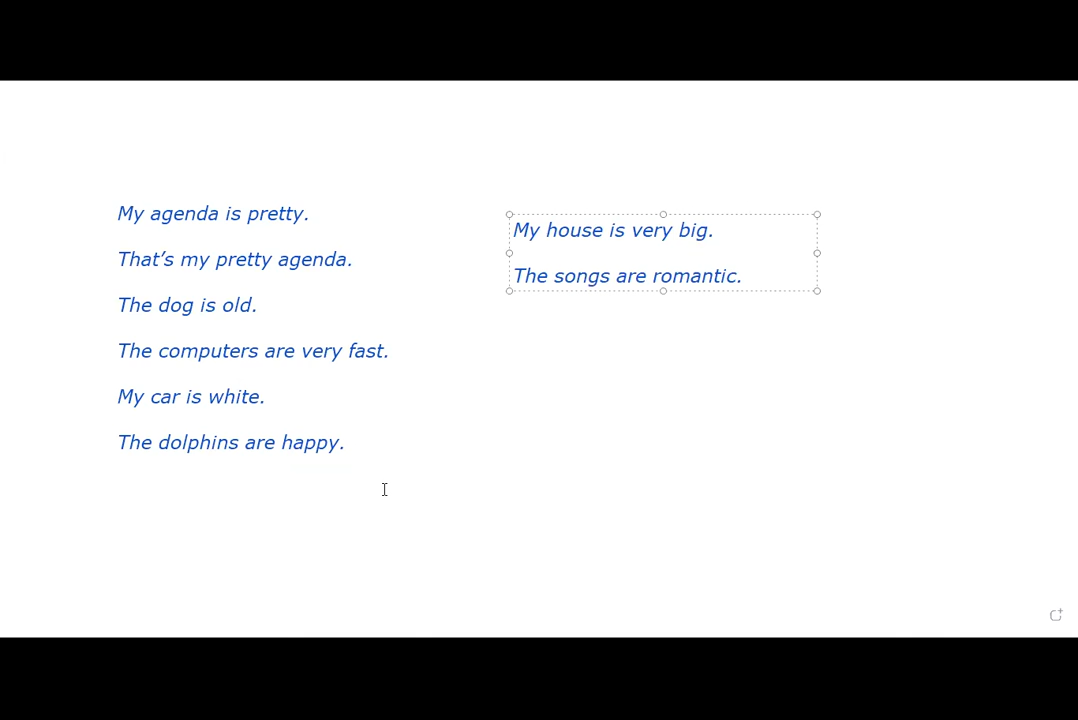 My agenda is pretty.
That’s my pretty agenda.
The dog is old.
The computers are very fast.
My car is white.
The dolphins are happy.
My house is very big.
The songs are romantic.